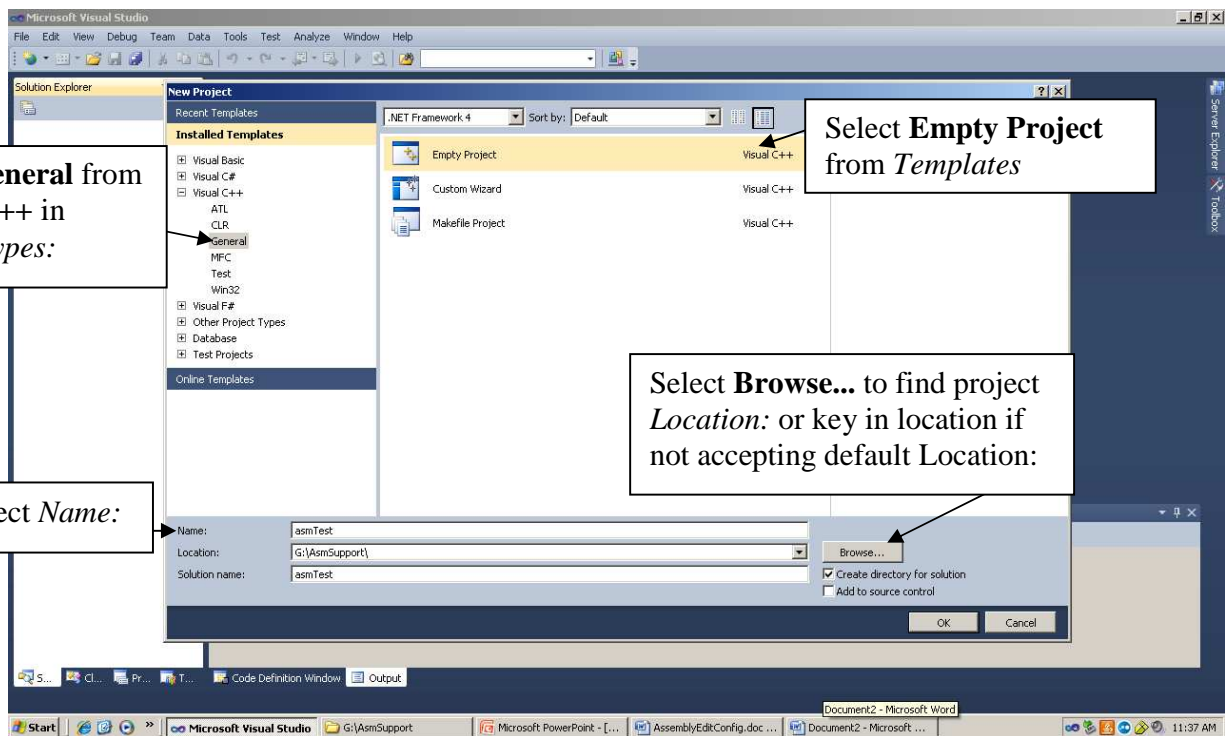 Microsoft Visual Studio
File Edit View Debug Team Data Tools Test Analyze Window Help
Solution Explorer
New Project
Recent Templates
.NET Framework 4 Sort by: Default
Installed Templates
Visual Basic
Visual C#
Visual C++
ATL
CLR
General
MFC
Test
Win32
Visual F#
Other Project Types
Database
Test Projects
Online Templates
Empty Project Visual C++
Custom Wizard Visual C++
Makefile Project Visual C++
Select Empty Project
from Templates
eneral from
++ in
ypes:
Select Browse... to find project
Location: or key in location if
not accepting default Location:
ect Name:
Name: asmTest
Location: G:\AsmSupport\ Browse...
Solution name: asmTest
Create directory for solution
Add to source control
OK Cancel
Server Explorer
Toolbox
S... Cl... Pr... T... Code Definition Window Output
Document2 - Microsoft Word
Start » Microsoft Visual Studio G:\AsmSupport Microsoft PowerPoint - [... AssemblyEditConfig.doc ... Document2 - Microsoft ... 11:37 AM